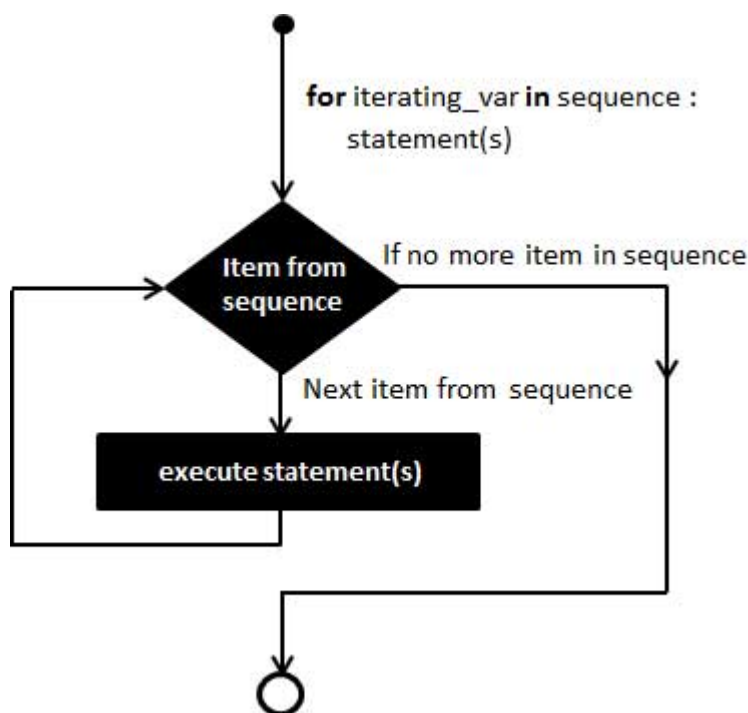 for iterating_var in sequence :
statement(s)
If no more item in sequence
Item from
sequence
Next item from sequence
execute statement(s)